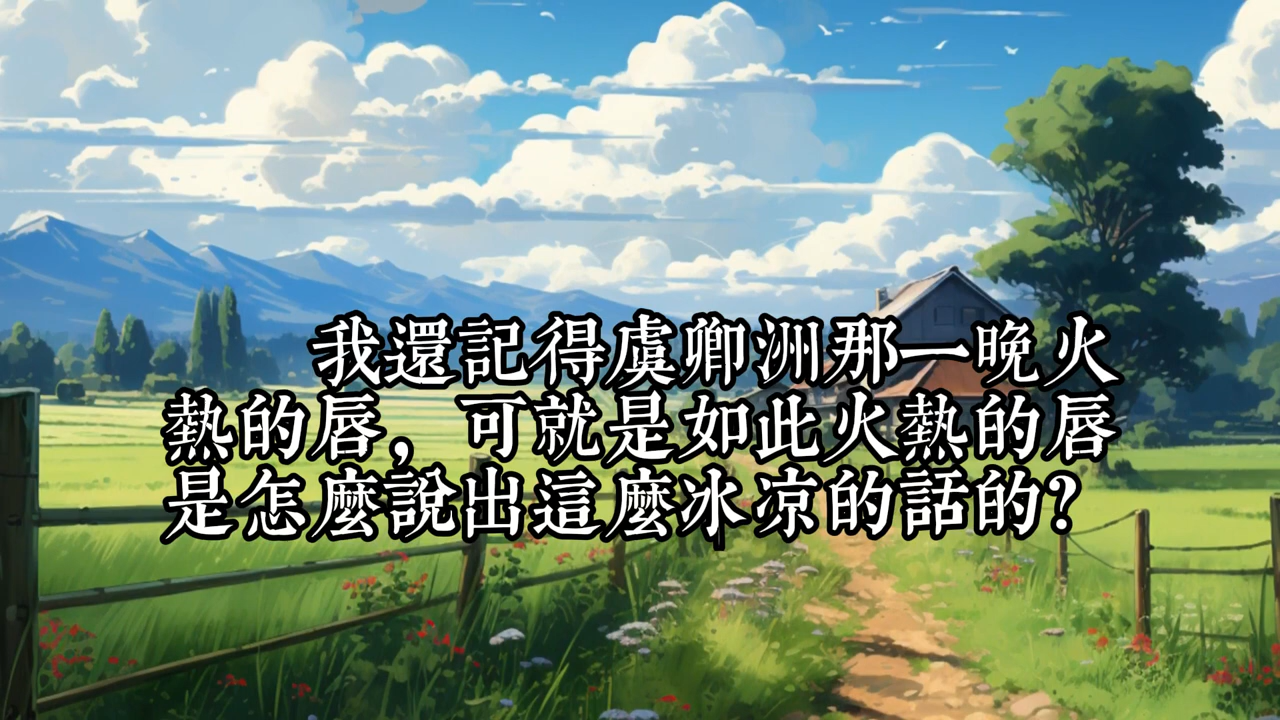 我還記得虞卿洲那一晚火
熱的唇，可就是如此火熱的唇
是怎麼說出這麼冰凉的話的？